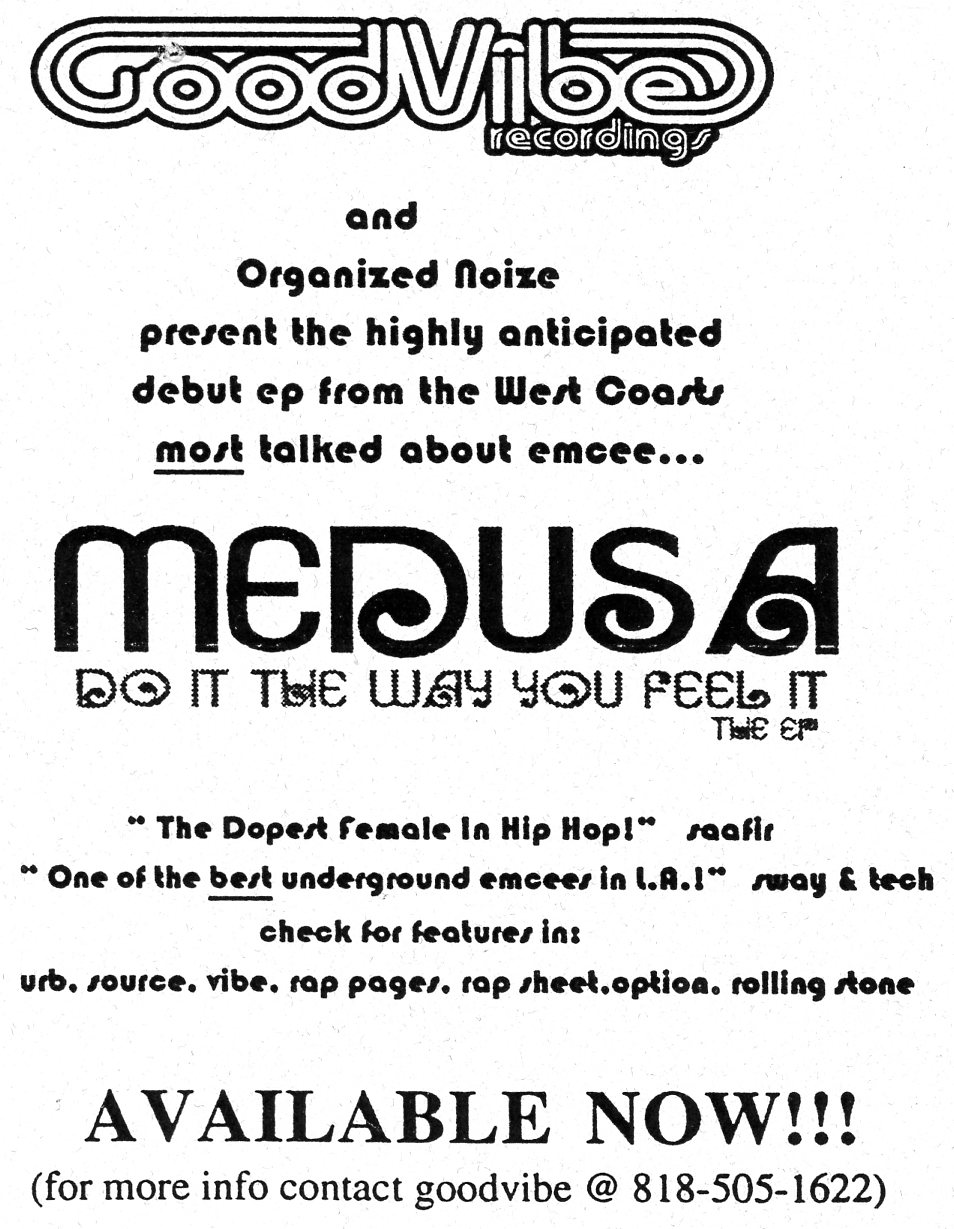 GoodVibe
recordings
and
Organized Noize
present the highly anticipated
debut ep from the West Coasts
most talked about emcee...
MEDUSA
DO IT THE WAY YOU FEEL IT
THE EP
" The Dopest Female In Hip Hop!" saafir
" One of the best underground emcees in L.A.!" sway & tech
check for features in:
urb, source, vibe, rap pages, rap sheet,option, rolling stone
AVAILABLE NOW!!!
(for more info contact goodvibe @ 818-505-1622)